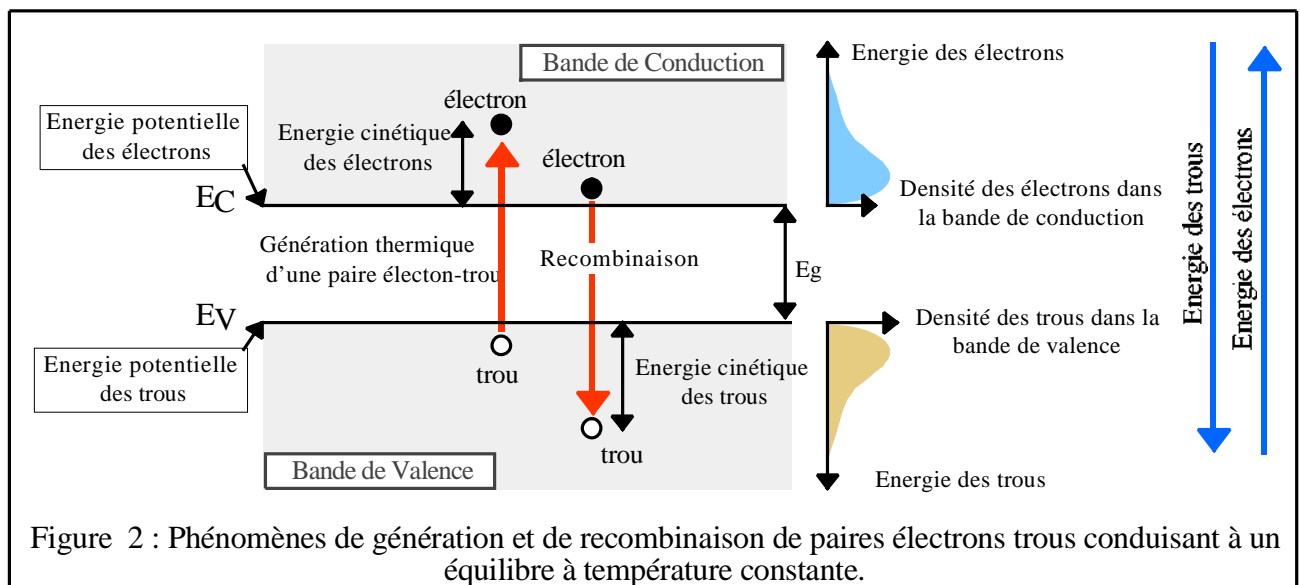 Bande de Conduction
Energie potentielle
des électrons
électron
Energie cinétique
des électrons
électron
EC
Génération thermique
d'une paire électon-trou
Recombinaison
Eg
EV
Energie potentielle
des trous
trou
Energie cinétique
des trous
trou
Bande de Valence
Energie des électrons
Densité des électrons dans
la bande de conduction
Densité des trous dans la
bande de valence
Energie des trous
Energie des trous
Energie des électrons
Figure 2 : Phénomènes de génération et de recombinaison de paires électrons trous conduisant à un
équilibre à température constante.